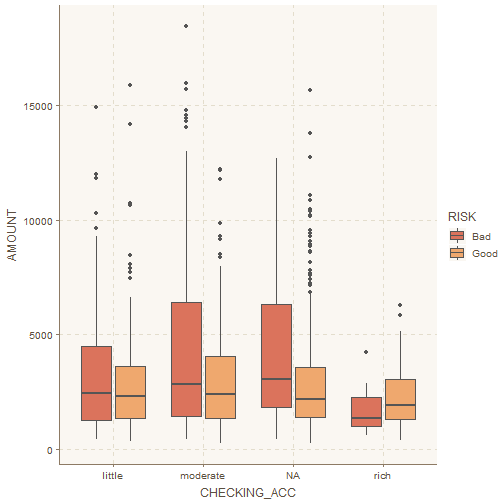 15000
10000
5000
0
AMOUNT
little
moderate
NA
rich
CHECKING_ACC
RISK
Bad
Good